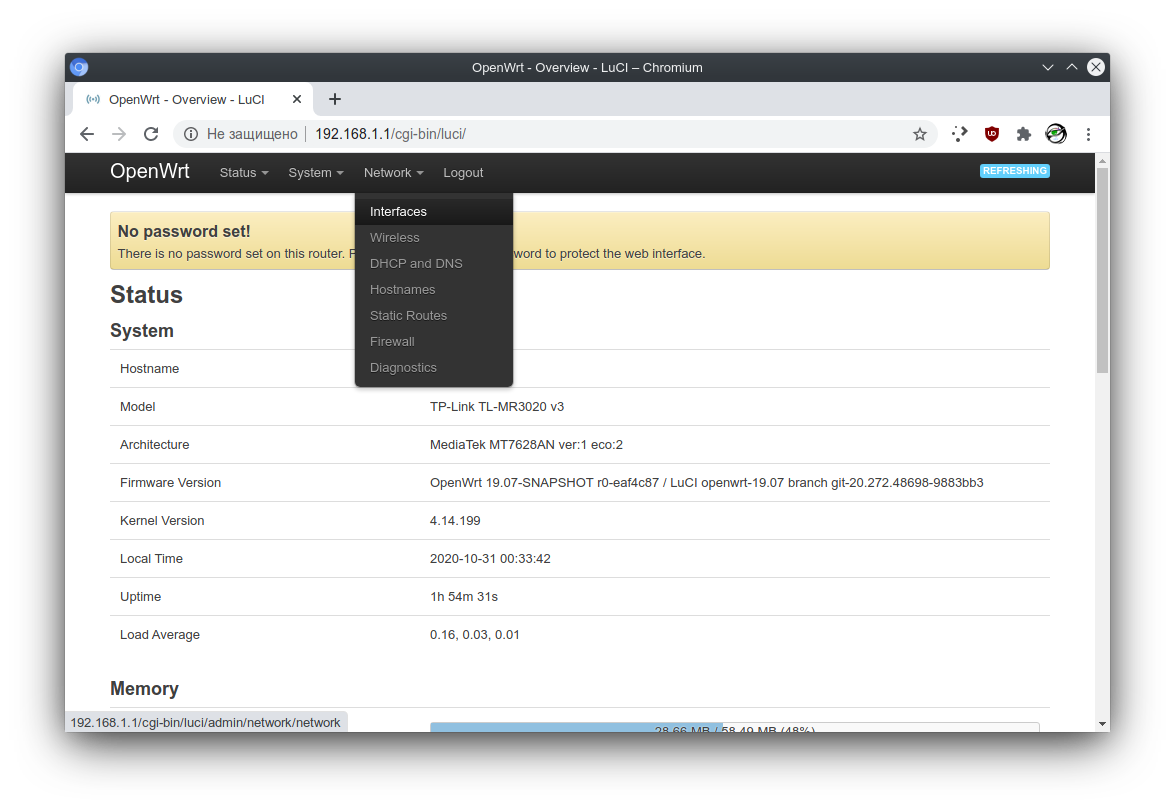 OpenWrt - Overview - LuCI – Chromium
OpenWrt - Overview - LuCI
Не защищено 192.168.1.1/cgi-bin/luci/
OpenWrt Status System Network Logout REFRESHING
Interfaces
Wireless
DHCP and DNS
Hostnames
Static Routes
Firewall
Diagnostics
No password set!
There is no password set on this router. word to protect the web interface.
Status
System
Hostname
Model TP-Link TL-MR3020 v3
Architecture MediaTek MT7628AN ver:1 eco:2
Firmware Version OpenWrt 19.07-SNAPSHOT r0-eaf4c87 / LuCI openwrt-19.07 branch git-20.272.48698-9883bb3
Kernel Version 4.14.199
Local Time 2020-10-31 00:33:42
Uptime 1h 54m 31s
Load Average 0.16, 0.03, 0.01
Memory
28.66 MB / 58.49 MB (48%)
192.168.1.1/cgi-bin/luci/admin/network/network